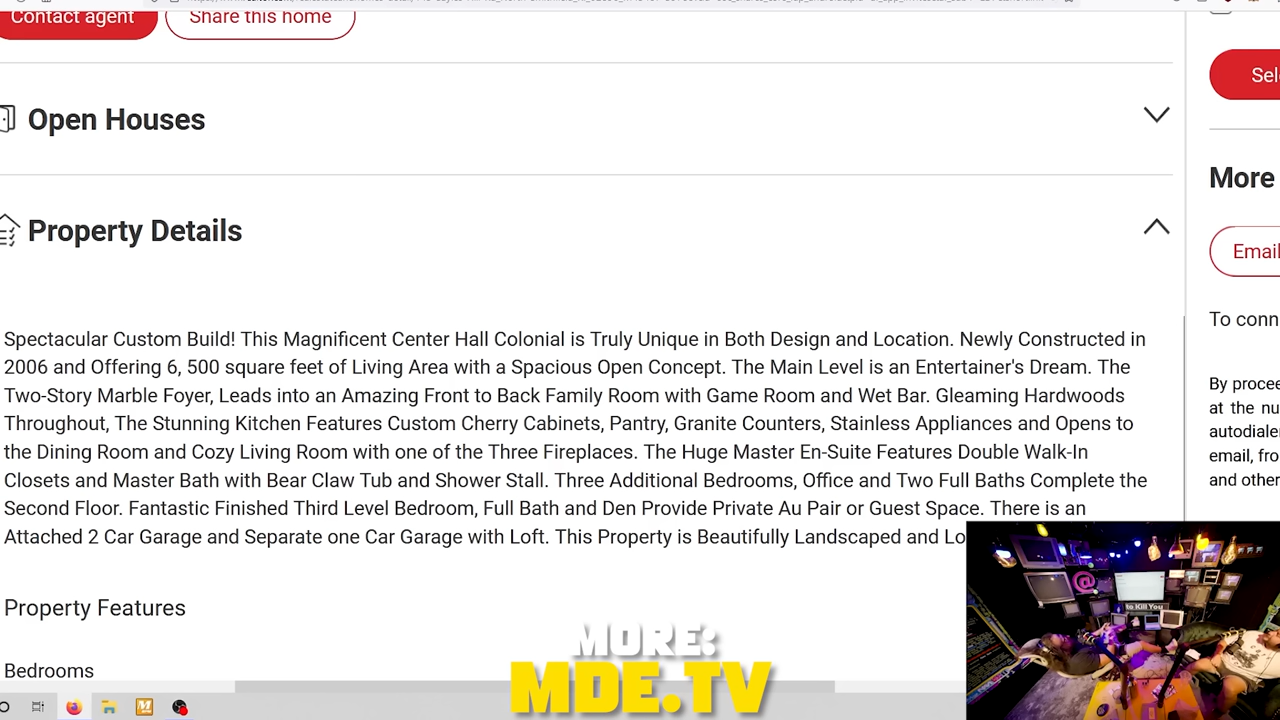 Contact agent
Share this home
Open Houses
Property Details
Spectacular Custom Build! This Magnificent Center Hall Colonial is Truly Unique in Both Design and Location. Newly Constructed in
2006 and Offering 6, 500 square feet of Living Area with a Spacious Open Concept. The Main Level is an Entertainer's Dream. The
Two-Story Marble Foyer, Leads into an Amazing Front to Back Family Room with Game Room and Wet Bar. Gleaming Hardwoods
Throughout, The Stunning Kitchen Features Custom Cherry Cabinets, Pantry, Granite Counters, Stainless Appliances and Opens to
the Dining Room and Cozy Living Room with one of the Three Fireplaces. The Huge Master En-Suite Features Double Walk-In
Closets and Master Bath with Bear Claw Tub and Shower Stall. Three Additional Bedrooms, Office and Two Full Baths Complete the
Second Floor. Fantastic Finished Third Level Bedroom, Full Bath and Den Provide Private Au Pair or Guest Space. There is an
Attached 2 Car Garage and Separate one Car Garage with Loft. This Property is Beautifully Landscaped and Lo
Property Features
Bedrooms
Sel
More
Email
To conn
By procee
at the nu
autodialer
email, fro
and other
to Kill You
MORE:
MDE.TV